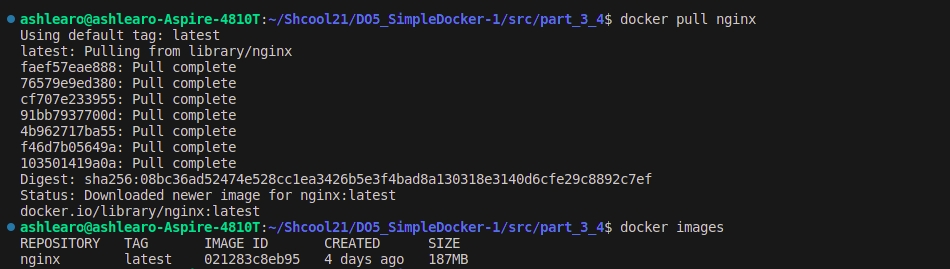 ashlearo@ashlearo-Aspire-4810T:~/Shcool21/DO5_SimpleDocker-1/src/part_3_4$ docker pull nginx
Using default tag: latest
latest: Pulling from library/nginx
faef57eae888: Pull complete
76579e9ed380: Pull complete
cf707e233955: Pull complete
91bb7937700d: Pull complete
4b962717ba55: Pull complete
f46d7b05649a: Pull complete
103501419a0a: Pull complete
Digest: sha256:08bc36ad52474e528cc1ea3426b5e3f4bad8a130318e3140d6cfe29c8892c7ef
Status: Downloaded newer image for nginx:latest
docker.io/library/nginx:latest
ashlearo@ashlearo-Aspire-4810T:~/Shcool21/DO5_SimpleDocker-1/src/part_3_4$ docker images
REPOSITORY   TAG       IMAGE ID       CREATED      SIZE
nginx        latest    021283c8eb95   4 days ago   187MB